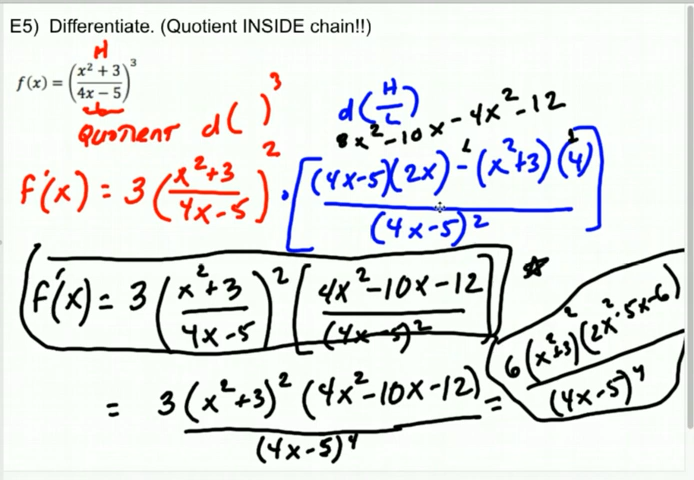 E5) Differentiate. (Quotient INSIDE chain!!)
H
f(x) = ((x² + 3)/(4x − 5))³
QUOTIENT d( )³
d(H/L)
8x²-10x-4x²-12
f'(x) = 3((x²+3)/(4x-5))² · [((4x-5)(2x) - (x²+3)(4))/(4x-5)²]
f'(x) = 3((x²+3)/(4x-5))² [(4x²-10x-12)/(4x-5)²]
= 3(x²+3)²(4x²-10x-12)/(4x-5)⁴ = 6(x²+3)²(2x²-5x-6)/(4x-5)⁴